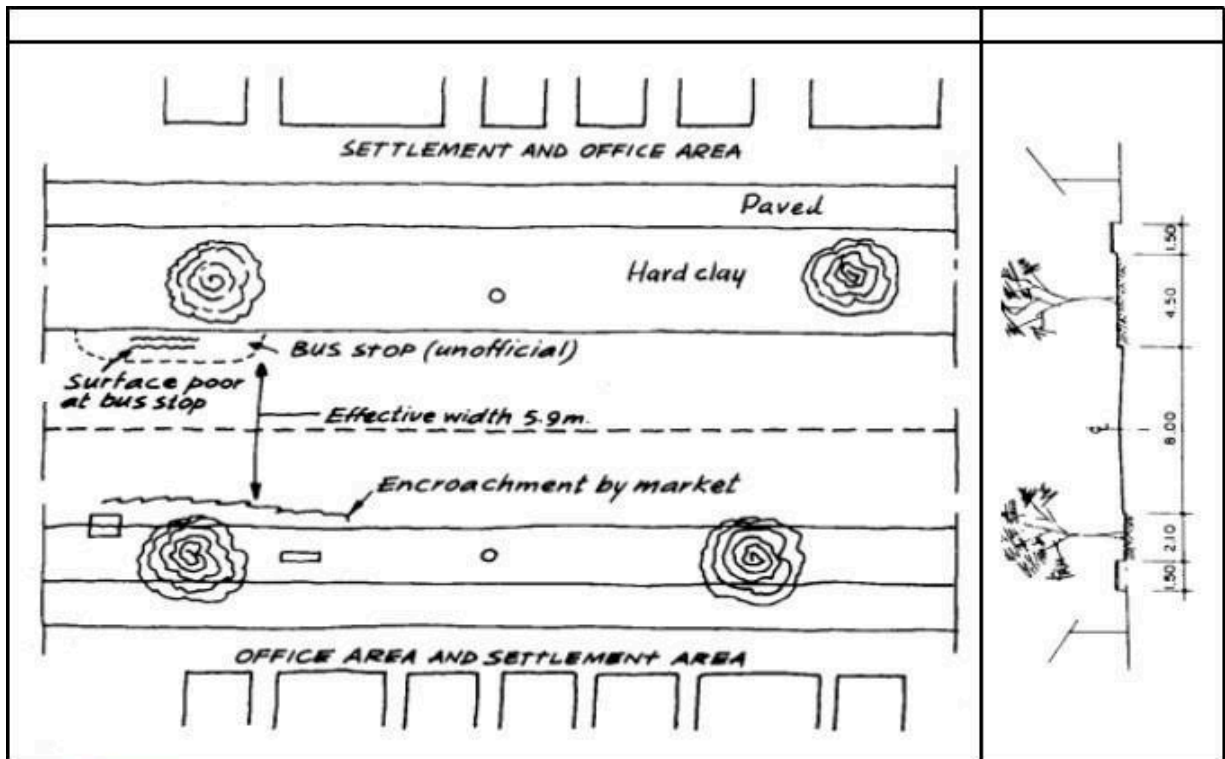 SETTLEMENT AND OFFICE AREA
Paved
Hard clay
BUS STOP (unofficial)
Surface poor
at bus stop
Effective width 5.9m.
Encroachment by market
OFFICE AREA AND SETTLEMENT AREA
1.50
4.50
8.00
2.10
1.50